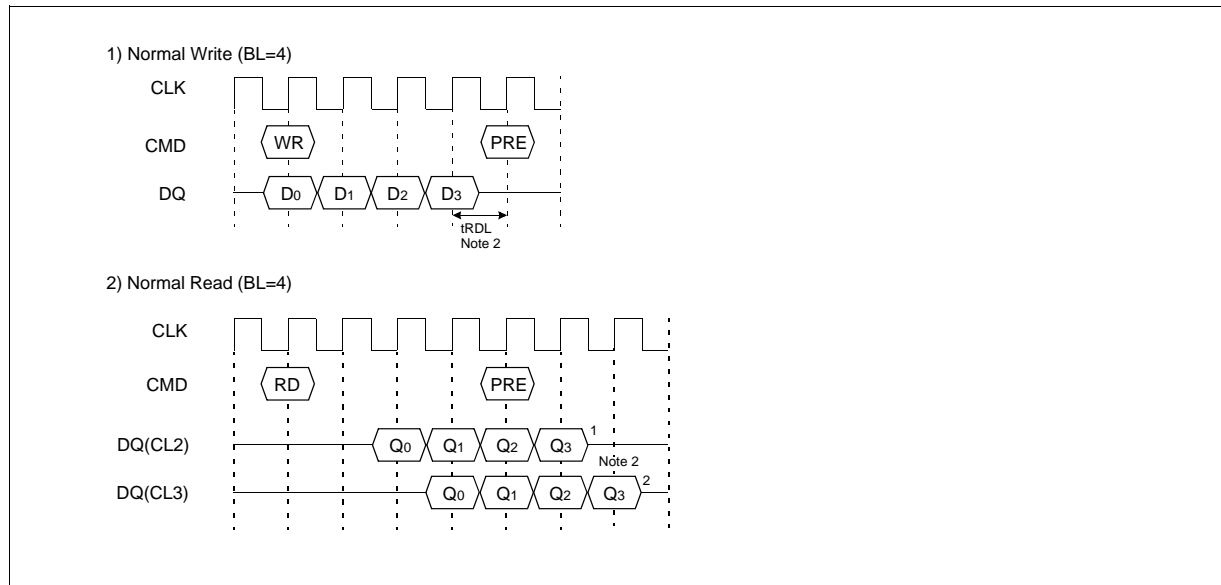 1) Normal Write (BL=4)
CLK
CMD WR PRE
DQ D0 D1 D2 D3
tRDL
Note 2
2) Normal Read (BL=4)
CLK
CMD RD PRE
DQ(CL2) Q0 Q1 Q2 Q3 1
Note 2
DQ(CL3) Q0 Q1 Q2 Q3 2